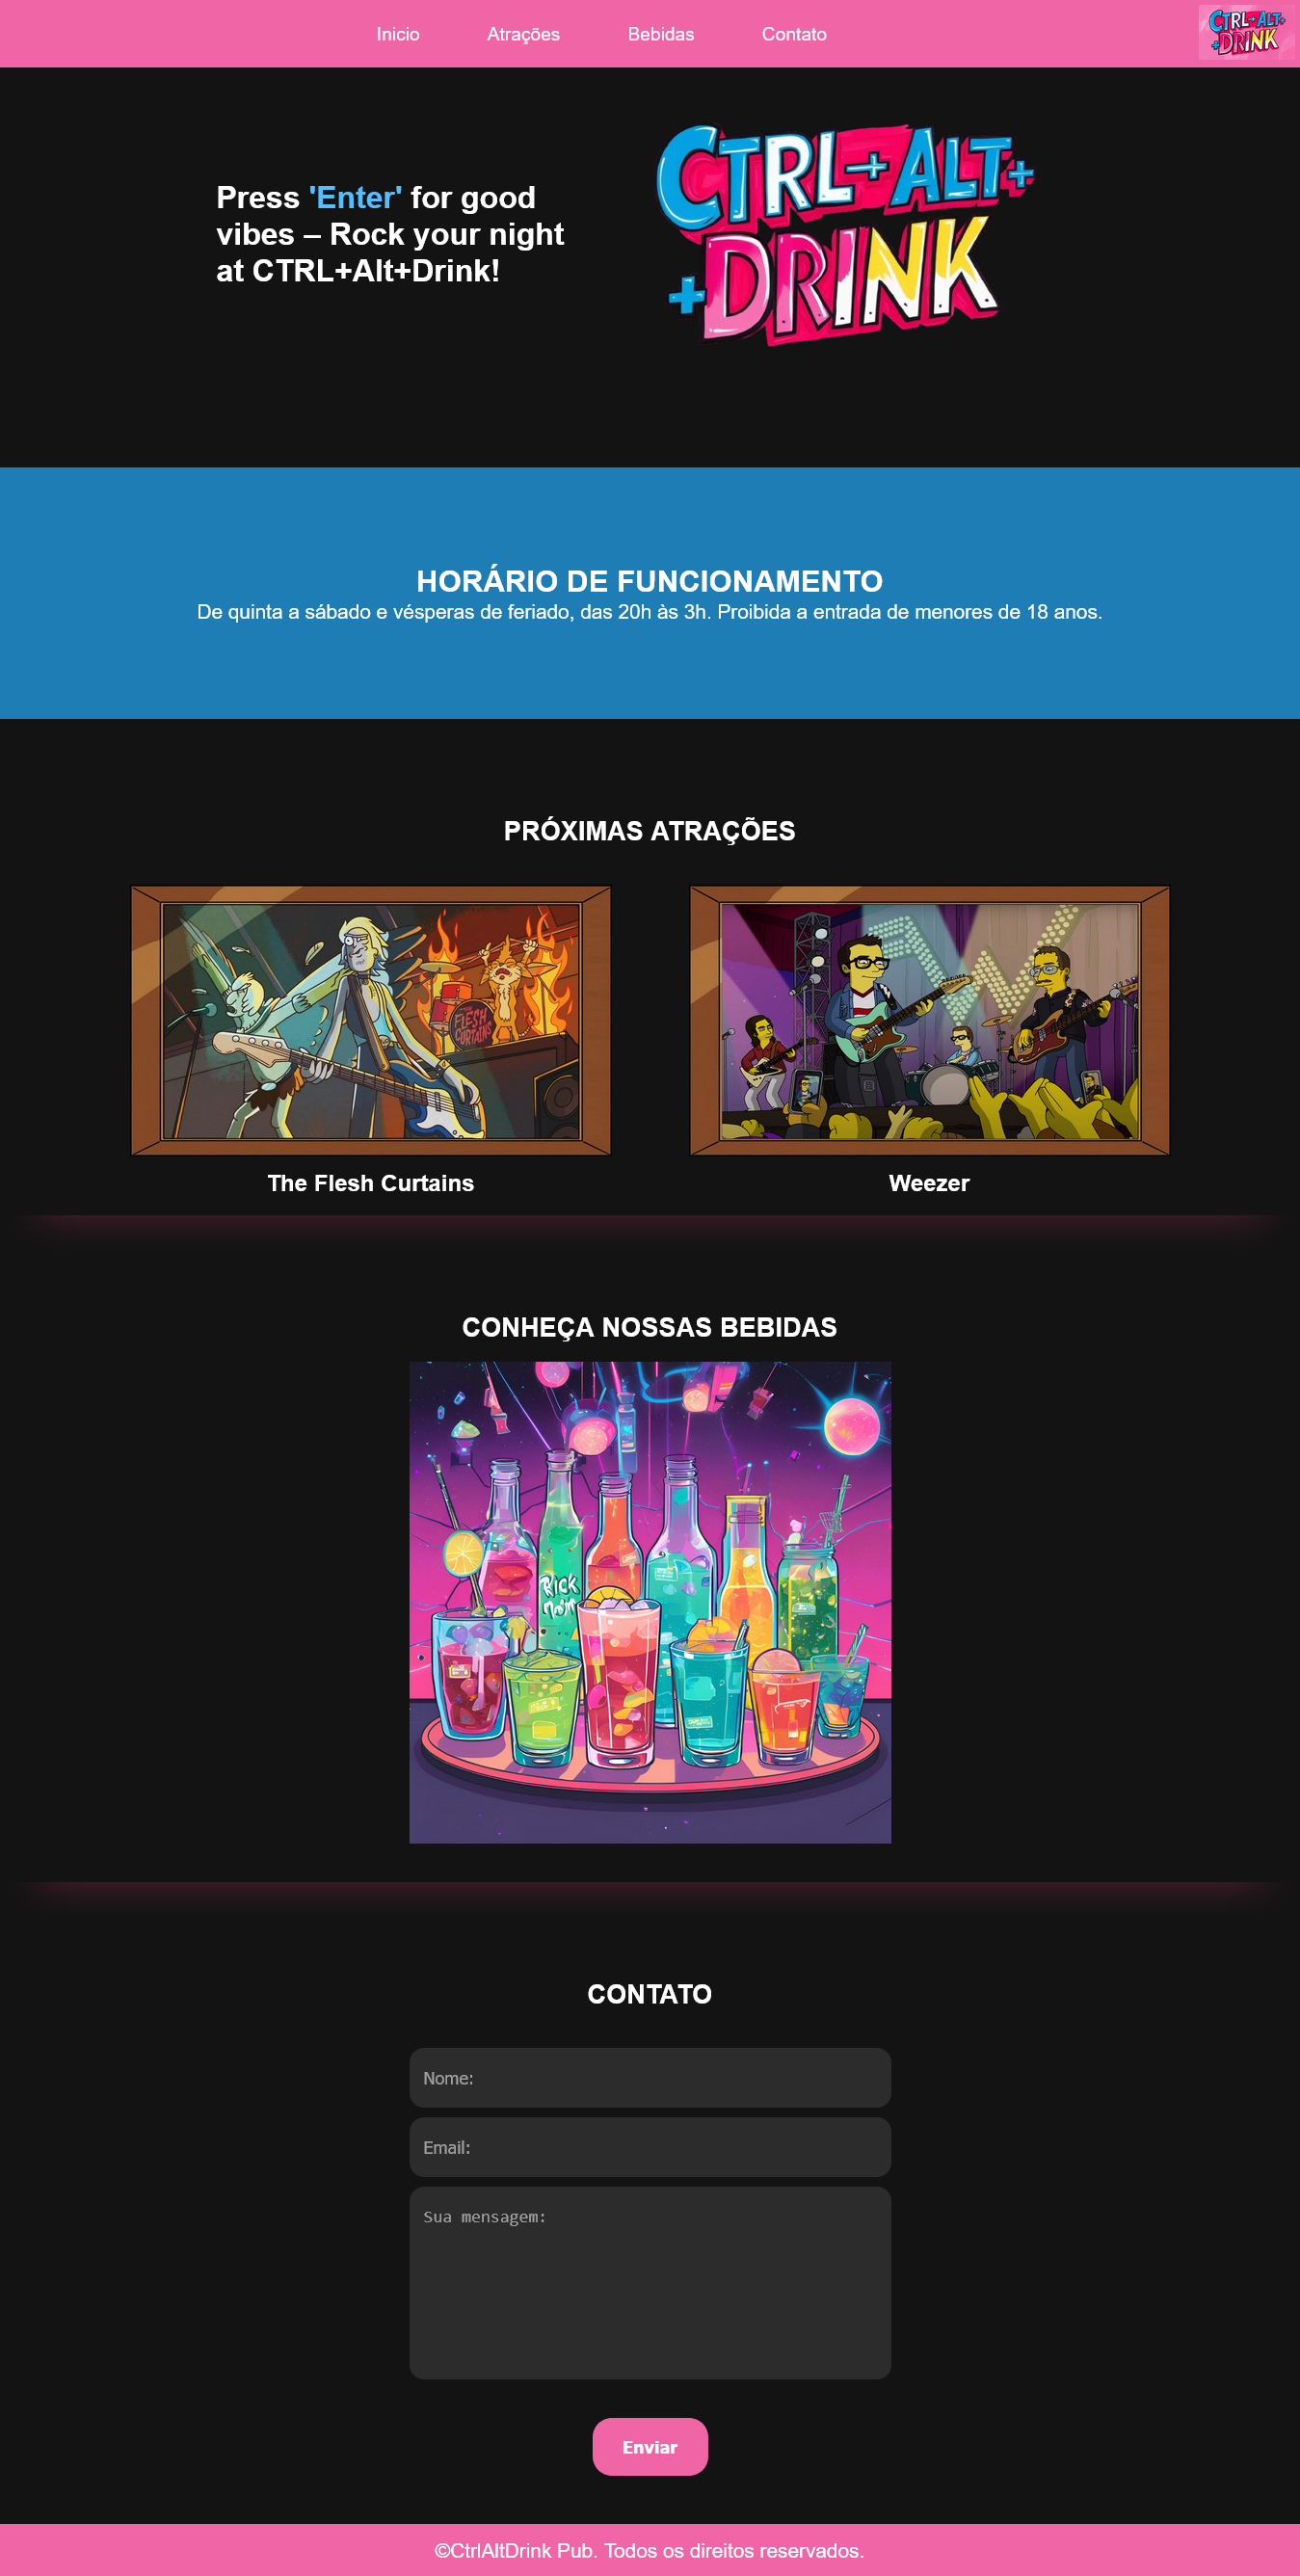 Inicio Atrações Bebidas Contato
CTRL+ALT+
+DRINK
Press 'Enter' for good
vibes – Rock your night
at CTRL+Alt+Drink!
CTRL+ALT+
+DRINK
HORÁRIO DE FUNCIONAMENTO
De quinta a sábado e vésperas de feriado, das 20h às 3h. Proibida a entrada de menores de 18 anos.
PRÓXIMAS ATRAÇÕES
THE
FLESH
CURTAINS
W
The Flesh Curtains
Weezer
CONHEÇA NOSSAS BEBIDAS
RICK
CONTATO
Nome:
Email:
Sua mensagem:
Enviar
©CtrlAltDrink Pub. Todos os direitos reservados.